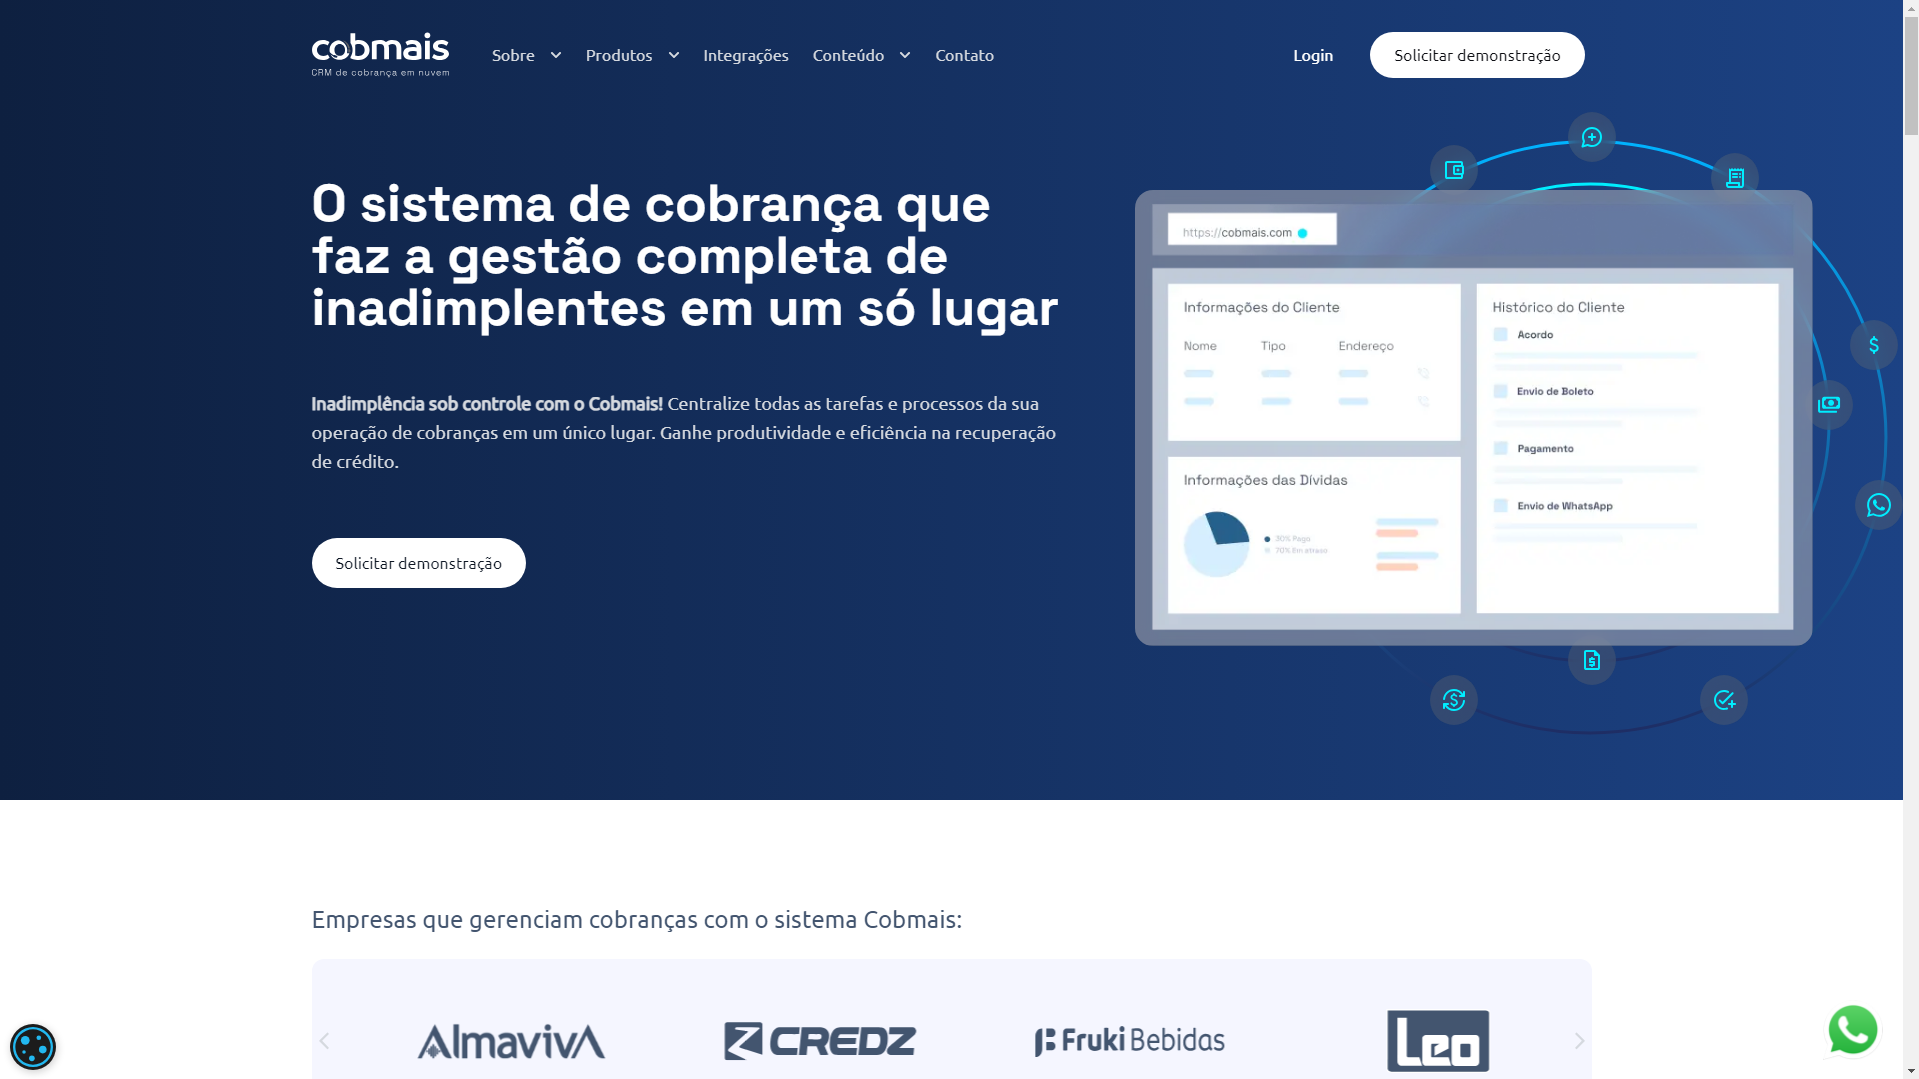 cobmais
CRM de cobrança em nuvem
Sobre
Produtos
Integrações
Conteúdo
Contato
Login
Solicitar demonstração
O sistema de cobrança que
faz a gestão completa de
inadimplentes em um só lugar
Inadimplência sob controle com o Cobmais! Centralize todas as tarefas e processos da sua
operação de cobranças em um único lugar. Ganhe produtividade e eficiência na recuperação
de crédito.
Solicitar demonstração
https://cobmais.com
Informações do Cliente
Nome
Tipo
Endereço
Informações das Dívidas
30% Pago
70% Em atraso
Histórico do Cliente
Acordo
Envio de Boleto
Pagamento
Envio de WhatsApp
Empresas que gerenciam cobranças com o sistema Cobmais:
AlmavivA
CREDZ
Fruki Bebidas
Leo